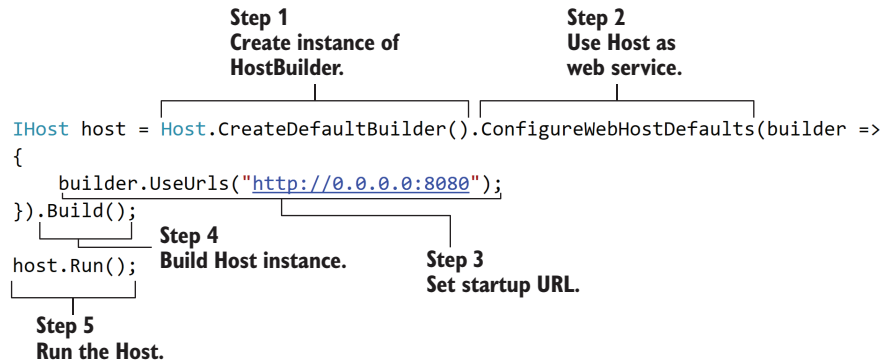 Step 1
Create instance of
HostBuilder.
Step 2
Use Host as
web service.
IHost host = Host.CreateDefaultBuilder().ConfigureWebHostDefaults(builder =>
{
builder.UseUrls("http://0.0.0.0:8080");
}).Build();
Step 4
Build Host instance.
Step 3
Set startup URL.
host.Run();
Step 5
Run the Host.